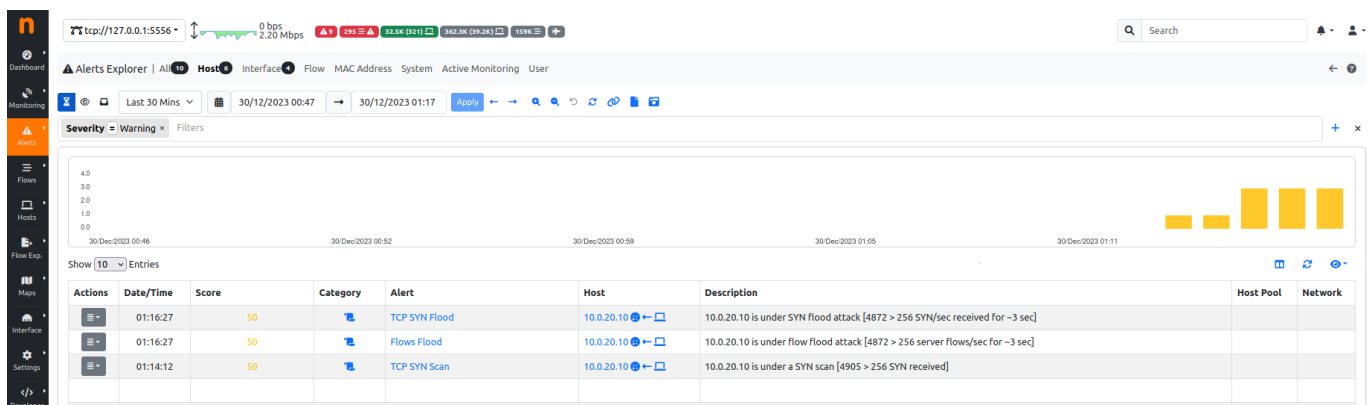 n
tcp://127.0.0.1:5556
0 bps
2.20 Mbps
9
295
32.5K (321)
362.3K (39.2K)
159K
Search
Dashboard
Alerts Explorer | All 10 Host 6 Interface 4 Flow MAC Address System Active Monitoring User
Monitoring
Last 30 Mins 30/12/2023 00:47 → 30/12/2023 01:17 Apply ← →
Alerts
Severity = Warning × Filters + ×
Flows
Hosts
Flow Exp.
Maps
Interface
Settings
4.0
3.0
2.0
1.0
0.0
30/Dec/2023 00:46 30/Dec/2023 00:52 30/Dec/2023 00:59 30/Dec/2023 01:05 30/Dec/2023 01:11
Show 10 Entries
Actions Date/Time Score Category Alert Host Description Host Pool Network
01:16:27 50 TCP SYN Flood 10.0.20.10 10.0.20.10 is under SYN flood attack [4872 > 256 SYN/sec received for ~3 sec]
01:16:27 50 Flows Flood 10.0.20.10 10.0.20.10 is under flow flood attack [4872 > 256 server flows/sec for ~3 sec]
01:14:12 50 TCP SYN Scan 10.0.20.10 10.0.20.10 is under a SYN scan [4905 > 256 SYN received]